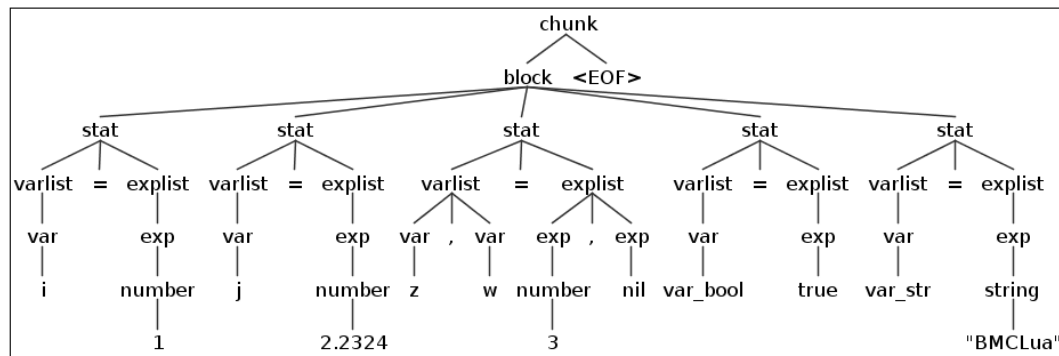 chunk
block <EOF>
stat stat stat stat stat
varlist = explist varlist = explist varlist = explist varlist = explist varlist = explist
var exp var exp var , var exp , exp var exp var exp
i number j number z w number nil var_bool true var_str string
1 2.2324 3 "BMCLua"